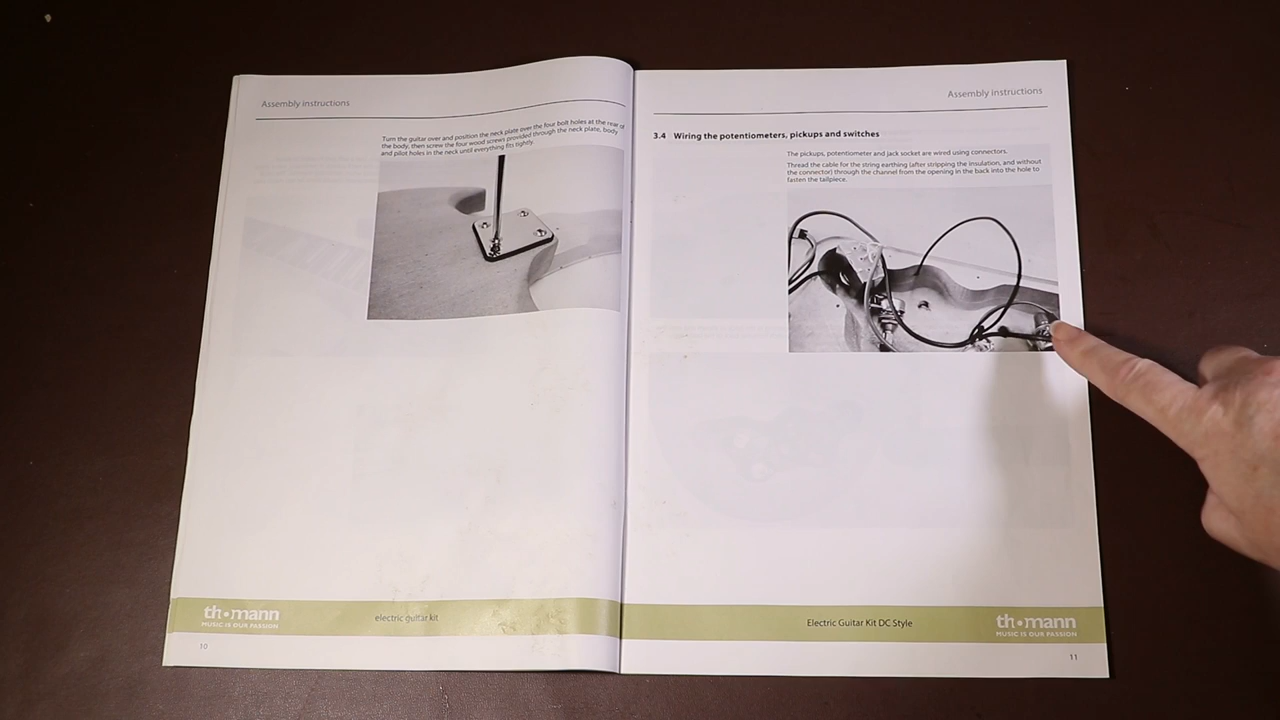 Assembly instructions
Turn the guitar over and position the neck plate over the four bolt holes at the rear of
the body, then screw the four wood screws provided through the neck plate, body
and pilot holes in the neck until everything fits tightly.
th•mann
MUSIC IS OUR PASSION
electric guitar kit
10
Assembly instructions
3.4 Wiring the potentiometers, pickups and switches
The pickups, potentiometer and jack socket are wired using connectors.
Thread the cable for the string earthing (after stripping the insulation, and without
the connector) through the channel from the opening in the back into the hole to
fasten the tailpiece.
Electric Guitar Kit DC Style
th•mann
MUSIC IS OUR PASSION
11